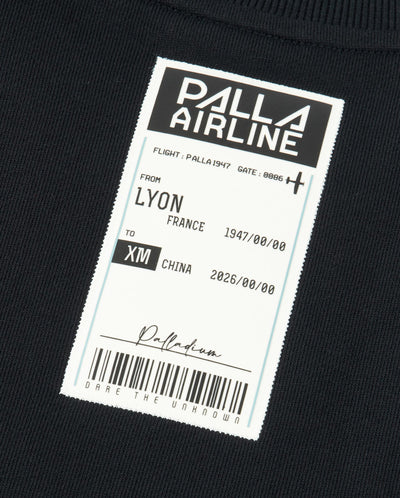 PALLA
AIRLINE
FLIGHT:PALLA1947 GATE:0086
FROM
LYON
FRANCE 1947/00/00
TO
XM CHINA 2026/00/00
Palladium
DARE THE UNKNOWN